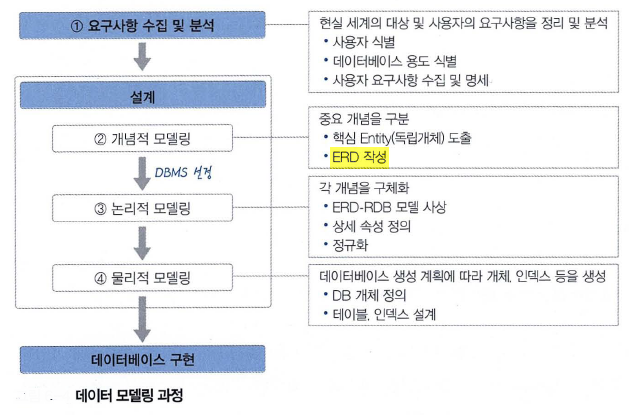 ① 요구사항 수집 및 분석
현실 세계의 대상 및 사용자의 요구사항을 정리 및 분석
• 사용자 식별
• 데이터베이스 용도 식별
• 사용자 요구사항 수집 및 명세
설계
② 개념적 모델링
중요 개념을 구분
• 핵심 Entity(독립개체) 도출
• ERD 작성
DBMS 선정
③ 논리적 모델링
각 개념을 구체화
• ERD-RDB 모델 사상
• 상세 속성 정의
• 정규화
④ 물리적 모델링
데이터베이스 생성 계획에 따라 개체, 인덱스 등을 생성
• DB 개체 정의
• 테이블, 인덱스 설계
데이터베이스 구현
데이터 모델링 과정